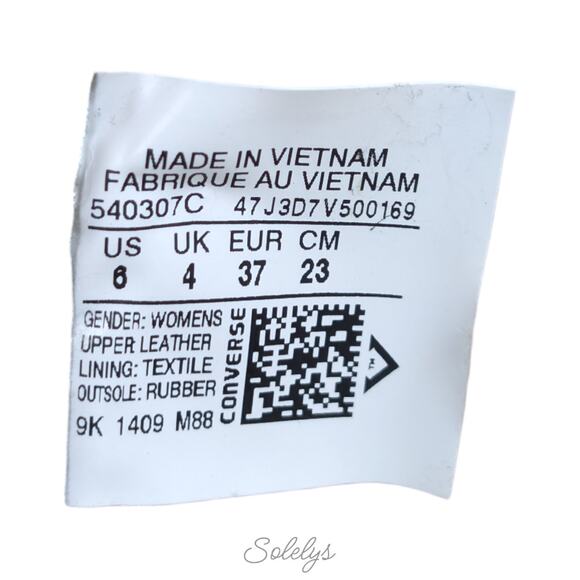 MADE IN VIETNAM
FABRIQUE AU VIETNAM
540307C 47J3D7V500169
US UK EUR CM
6 4 37 23
GENDER: WOMENS
UPPER: LEATHER
LINING: TEXTILE
OUTSOLE: RUBBER
9K 1409 M88
CONVERSE
Solelys